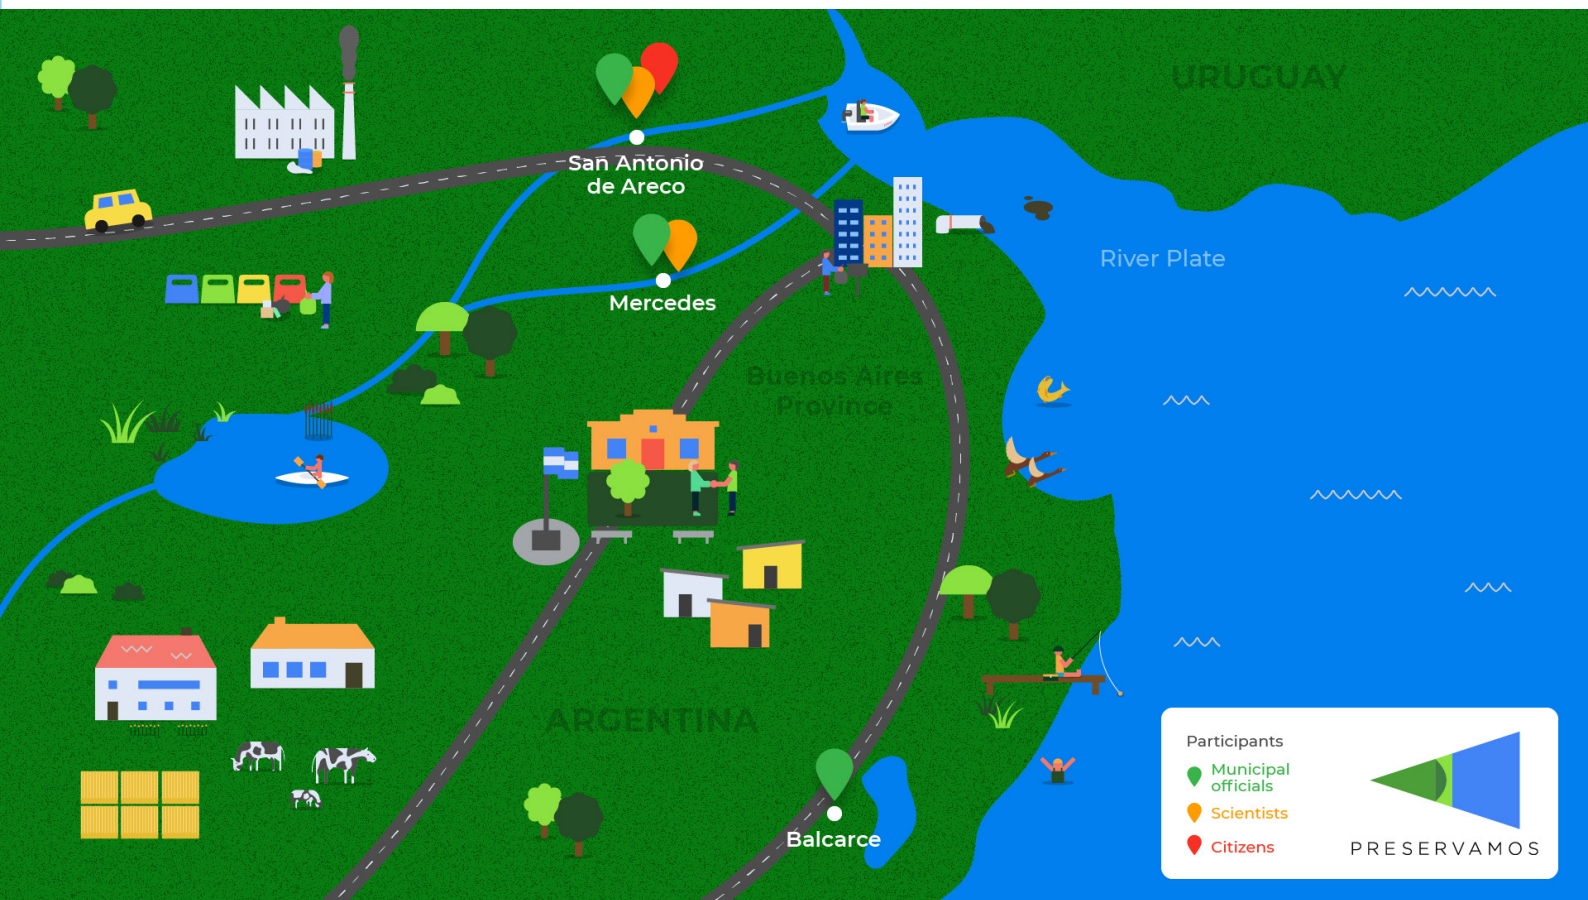 URUGUAY
San Antonio
de Areco
River Plate
Mercedes
Buenos Aires
Province
ARGENTINA
Balcarce
Participants
Municipal
officials
Scientists
Citizens
PRESERVAMOS